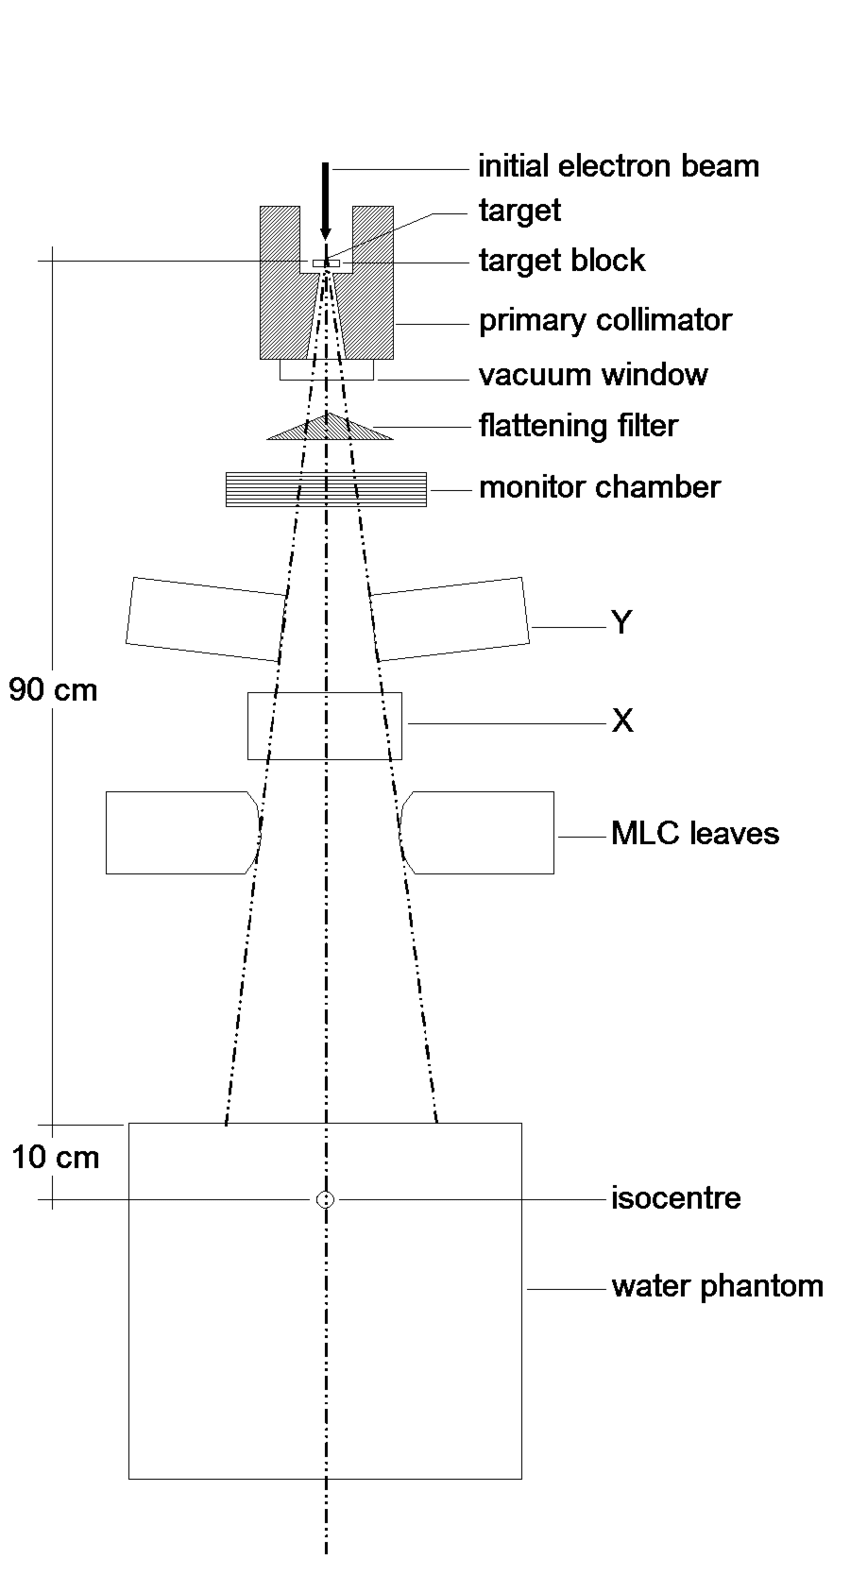 initial electron beam
target
target block
primary collimator
vacuum window
flattening filter
monitor chamber
Y
90 cm
X
MLC leaves
10 cm
isocentre
water phantom